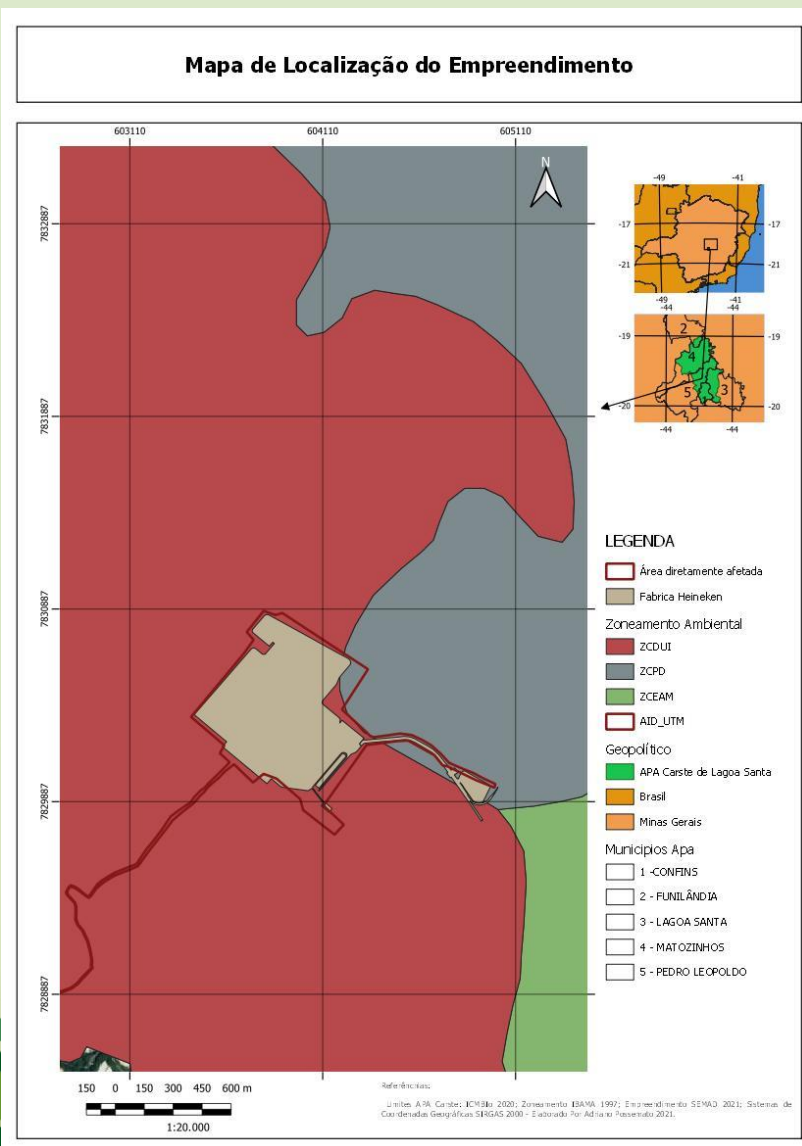 Mapa de Localização do Empreendimento
603110 604110 605110
N
7832887
7831887
7830887
7829887
7828887
-49 -41
-17 -17
-21 -21
-49 -41
-44 -44
-19 -19
2
4
5 3
-20 -20
-44 -44
LEGENDA
Área diretamente afetada
Fabrica Heineken
Zoneamento Ambiental
ZCDUI
ZCPD
ZCEAM
AID_UTM
Geopolítico
APA Carste de Lagoa Santa
Brasil
Minas Gerais
Municipios Apa
1 -CONFINS
2 - FUNILÂNDIA
3 - LAGOA SANTA
4 - MATOZINHOS
5 - PEDRO LEOPOLDO
150 0 150 300 450 600 m
1:20.000
Referências:
Limites APA Carste: ICMBio 2020; Zoneamento IBAMA 1997; Empreendimento SEMAD 2021; Sistemas de
Coordenadas Geográficas SIRGAS 2000 - Elaborado Por Adriano Possemato 2021.